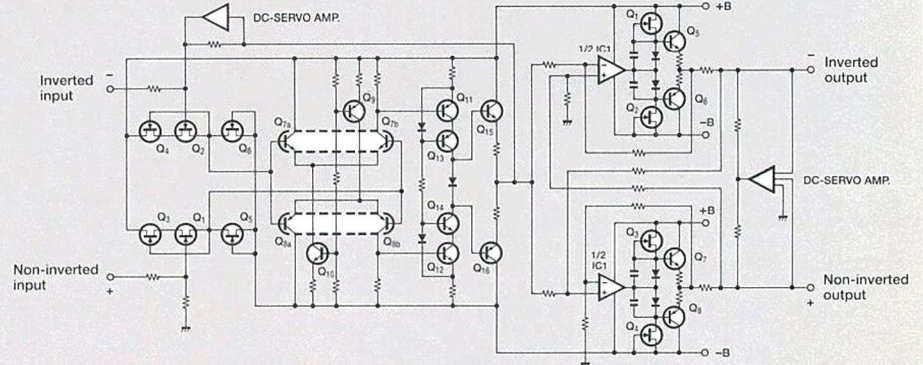 DC-SERVO AMP.
+B
Q1
Q5
1/2 IC1
−
+
Q2
Q6
−B
−
Inverted
input
−
Inverted
output
Q9
Q11
Q7a
Q7b
Q15
Q4
Q2
Q6
Q13
DC-SERVO AMP.
Q3
Q1
Q5
Q14
Q8a
Q8b
Q10
Q12
Q16
+B
Q3
Q7
1/2
IC1
−
+
Q4
Q8
−B
Non-inverted
input
+
Non-inverted
output
+